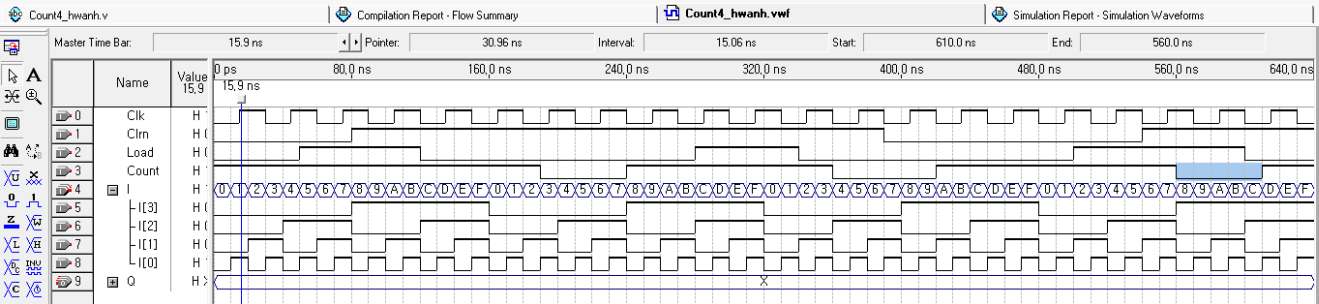 Count4_hwanh.v Compilation Report - Flow Summary Count4_hwanh.vwf Simulation Report - Simulation Waveforms
Master Time Bar: 15.9 ns Pointer: 30.96 ns Interval: 15.06 ns Start: 610.0 ns End: 560.0 ns
Name Value 15.9 0 ps 80.0 ns 160.0 ns 240.0 ns 320.0 ns 400.0 ns 480.0 ns 560.0 ns 640.0 ns
15.9 ns
0 Clk H
1 Clrn H
2 Load H
3 Count H
4 I H 0 1 2 3 4 5 6 7 8 9 A B C D E F 0 1 2 3 4 5 6 7 8 9 A B C D E F 0 1 2 3 4 5 6 7 8 9 A B C D E F 0 1 2 3 4 5 6 7 8 9 A B C D E F
5 I[3] H
6 I[2] H
7 I[1] H
8 I[0] H
9 Q H X